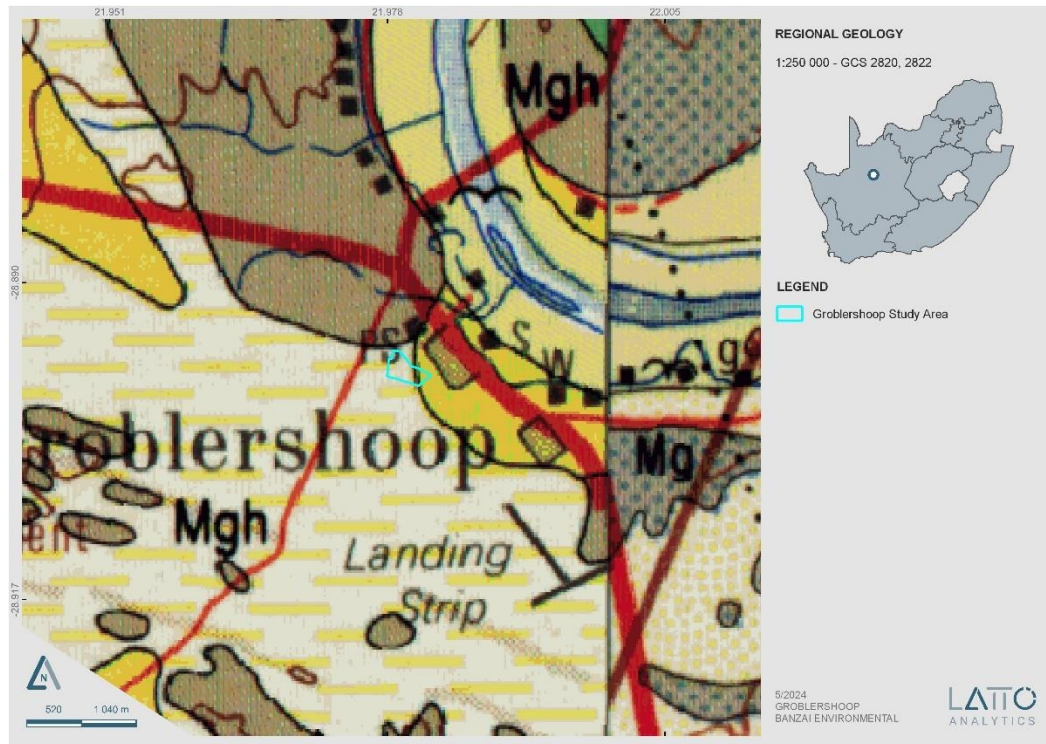 21.951
21.978
22.005
REGIONAL GEOLOGY
1:250 000 - GCS 2820, 2822
Mgh
-28.890
LEGEND
Groblershoop Study Area
PS
S
W
roblershoop
Mg
Mgh
Landing
Strip
-28.917
N
520
1 040 m
5/2024
GROBLERSHOOP
BANZAI ENVIRONMENTAL
LATTO
ANALYTICS